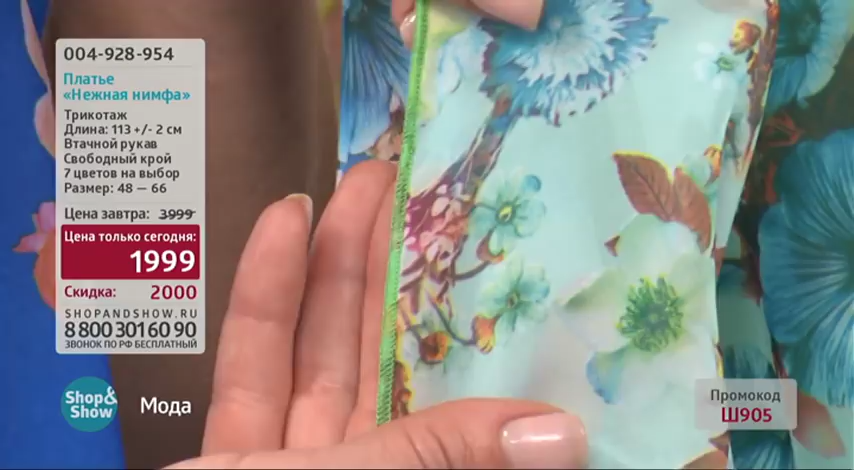 004-928-954
Платье
«Нежная нимфа»
Трикотаж
Длина: 113 +/- 2 см
Втачной рукав
Свободный крой
7 цветов на выбор
Размер: 48 — 66
Цена завтра: 3999
Цена только сегодня:
1999
Скидка: 2000
SHOPANDSHOW.RU
8 800 301 60 90
ЗВОНОК ПО РФ БЕСПЛАТНЫЙ
Shop&
Show
Мода
Промокод
Ш905